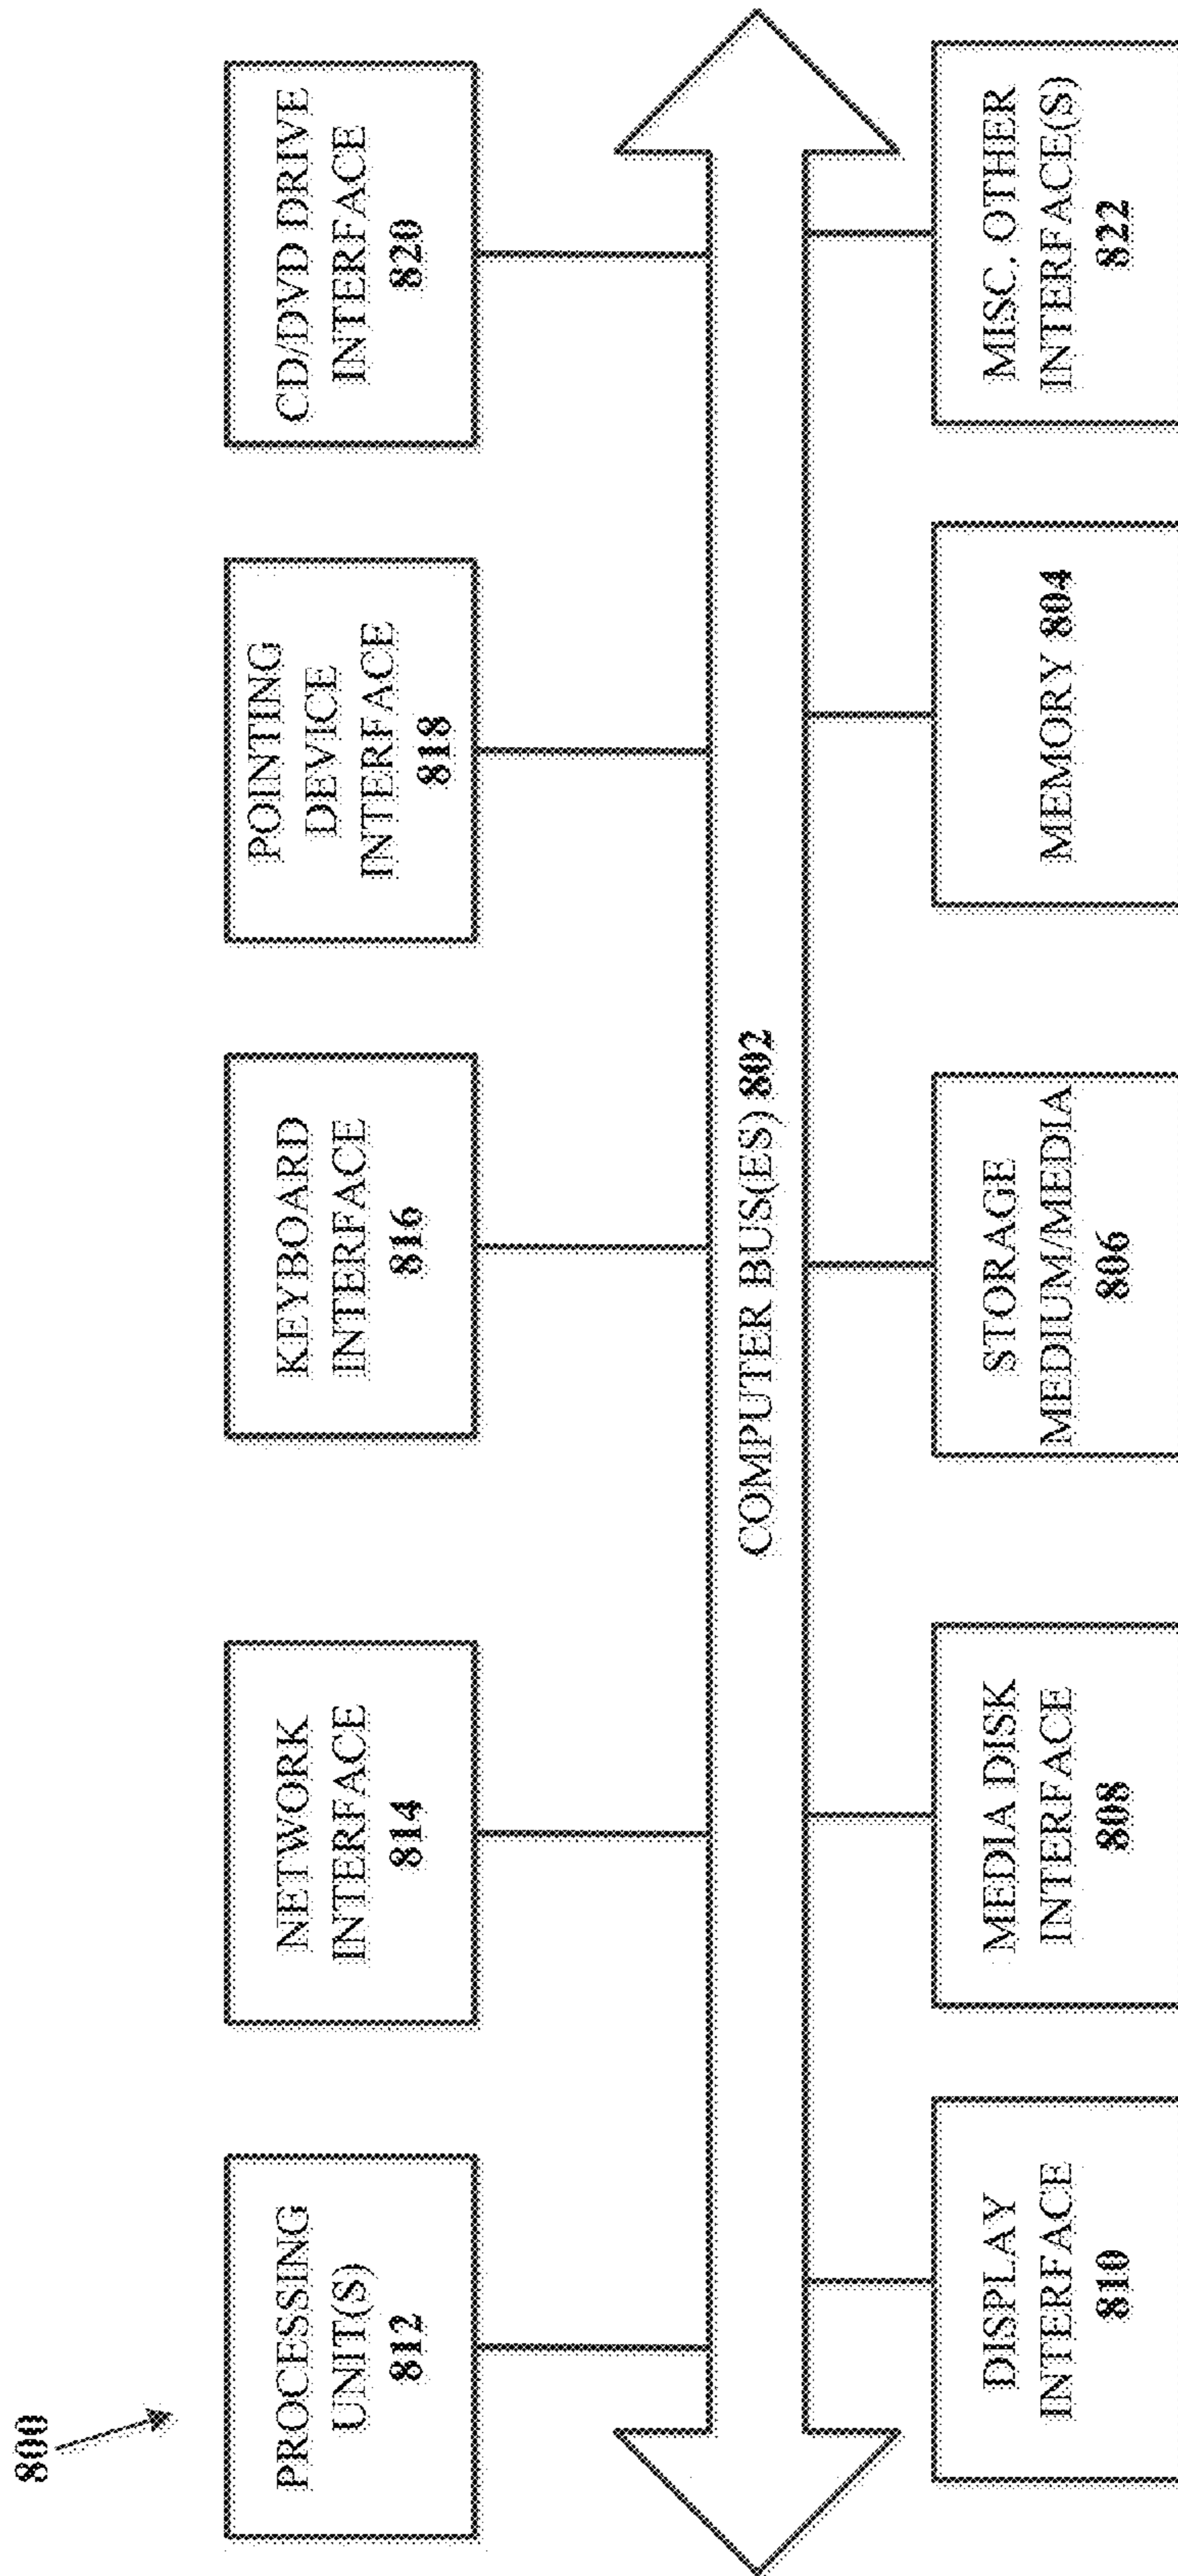 800
PROCESSING
UNIT(S)
812
NETWORK
INTERFACE
814
KEYBOARD
INTERFACE
816
POINTING
DEVICE
INTERFACE
818
CD/DVD DRIVE
INTERFACE
820
COMPUTER BUS(ES) 802
DISPLAY
INTERFACE
810
MEDIA DISK
INTERFACE
808
STORAGE
MEDIUM/MEDIA
806
MEMORY 804
MISC. OTHER
INTERFACE(S)
822